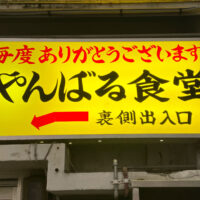 毎度ありがとうございます
やんばる食堂
裏側出入口